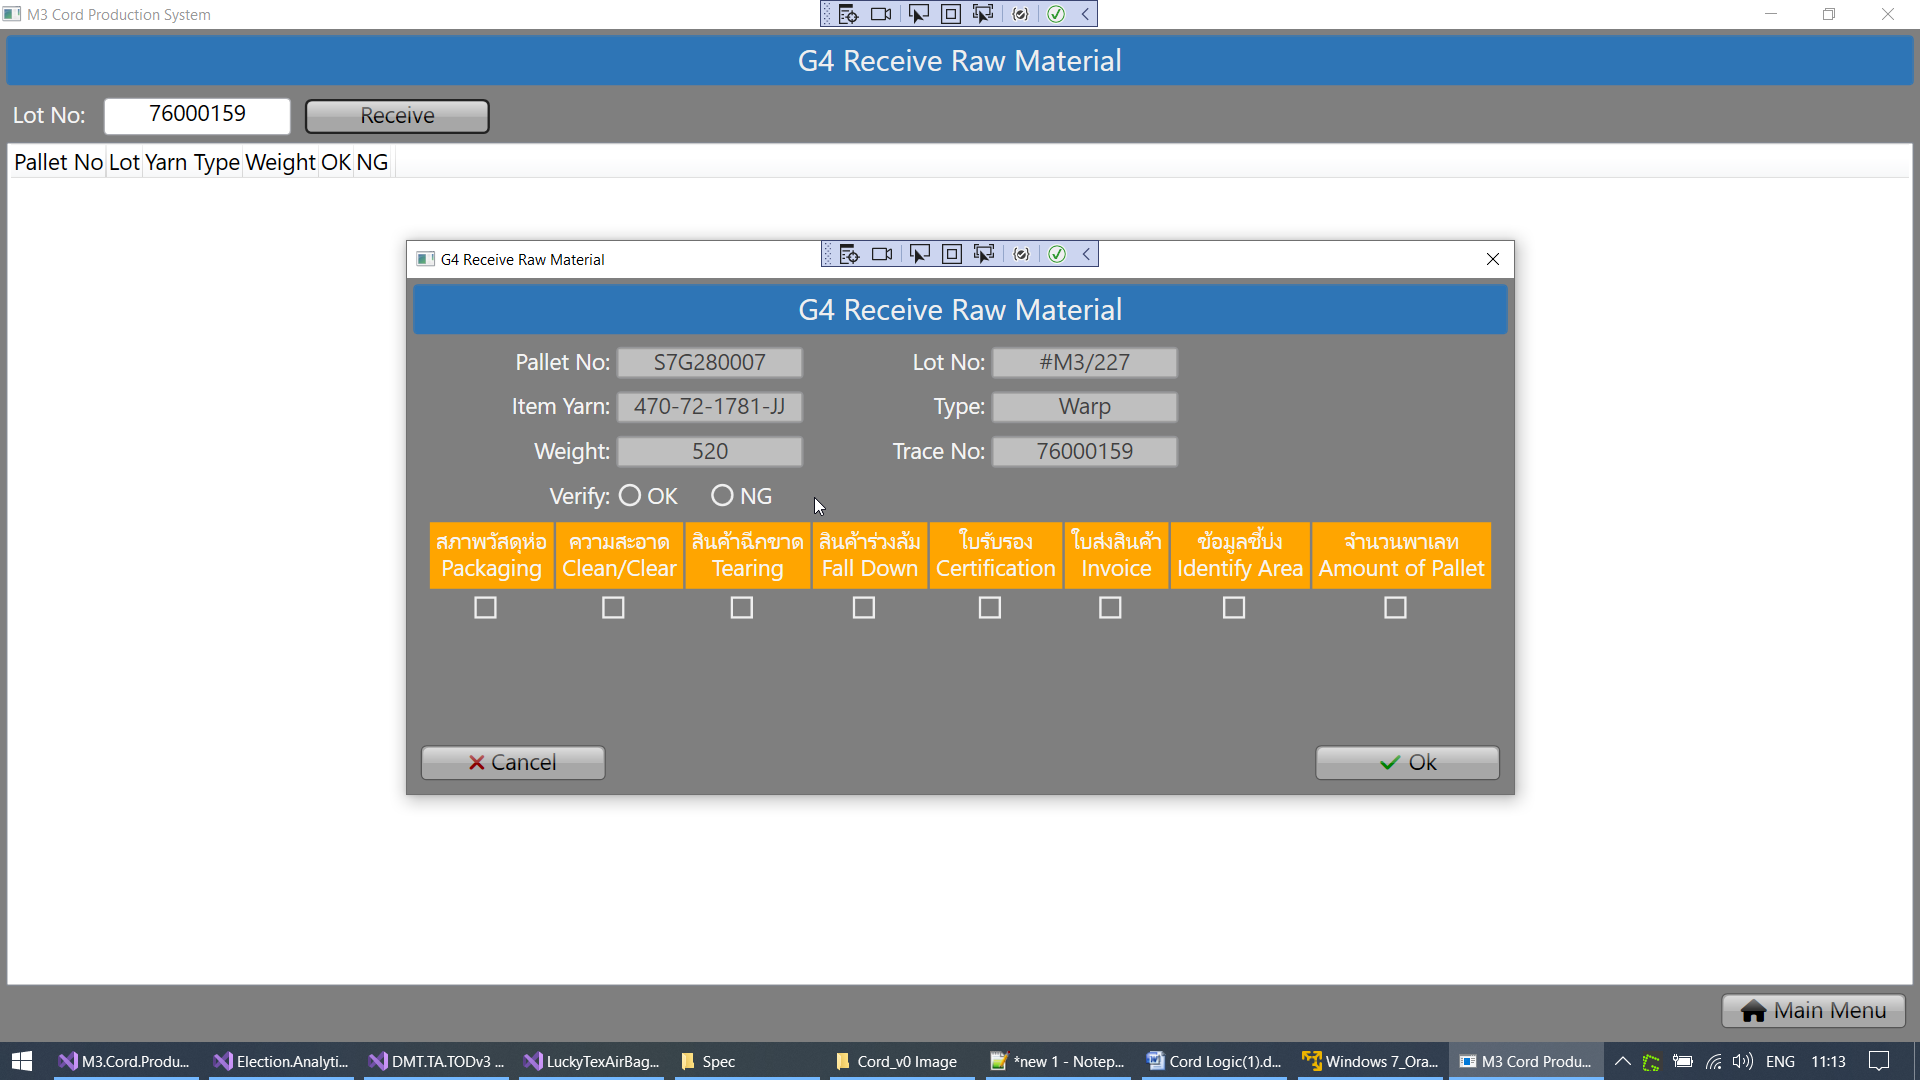 M3 Cord Production System
G4 Receive Raw Material
Lot No: 76000159 Receive
Pallet No Lot Yarn Type Weight OK NG
G4 Receive Raw Material
G4 Receive Raw Material
Pallet No: S7G280007 Lot No: #M3/227
Item Yarn: 470-72-1781-JJ Type: Warp
Weight: 520 Trace No: 76000159
Verify: OK NG
สภาพวัสดุห่อ ความสะอาด สินค้าฉีกขาด สินค้าร่วงล้ม ใบรับรอง ใบส่งสินค้า ข้อมูลชี้บ่ง จำนวนพาเลท
Packaging Clean/Clear Tearing Fall Down Certification Invoice Identify Area Amount of Pallet
Cancel Ok
Main Menu
M3.Cord.Produ... Election.Analyti... DMT.TA.TODv3 ... LuckyTexAirBag... Spec Cord_v0 Image *new 1 - Notep... Cord Logic(1).d... Windows 7_Ora... M3 Cord Produ... ENG 11:13